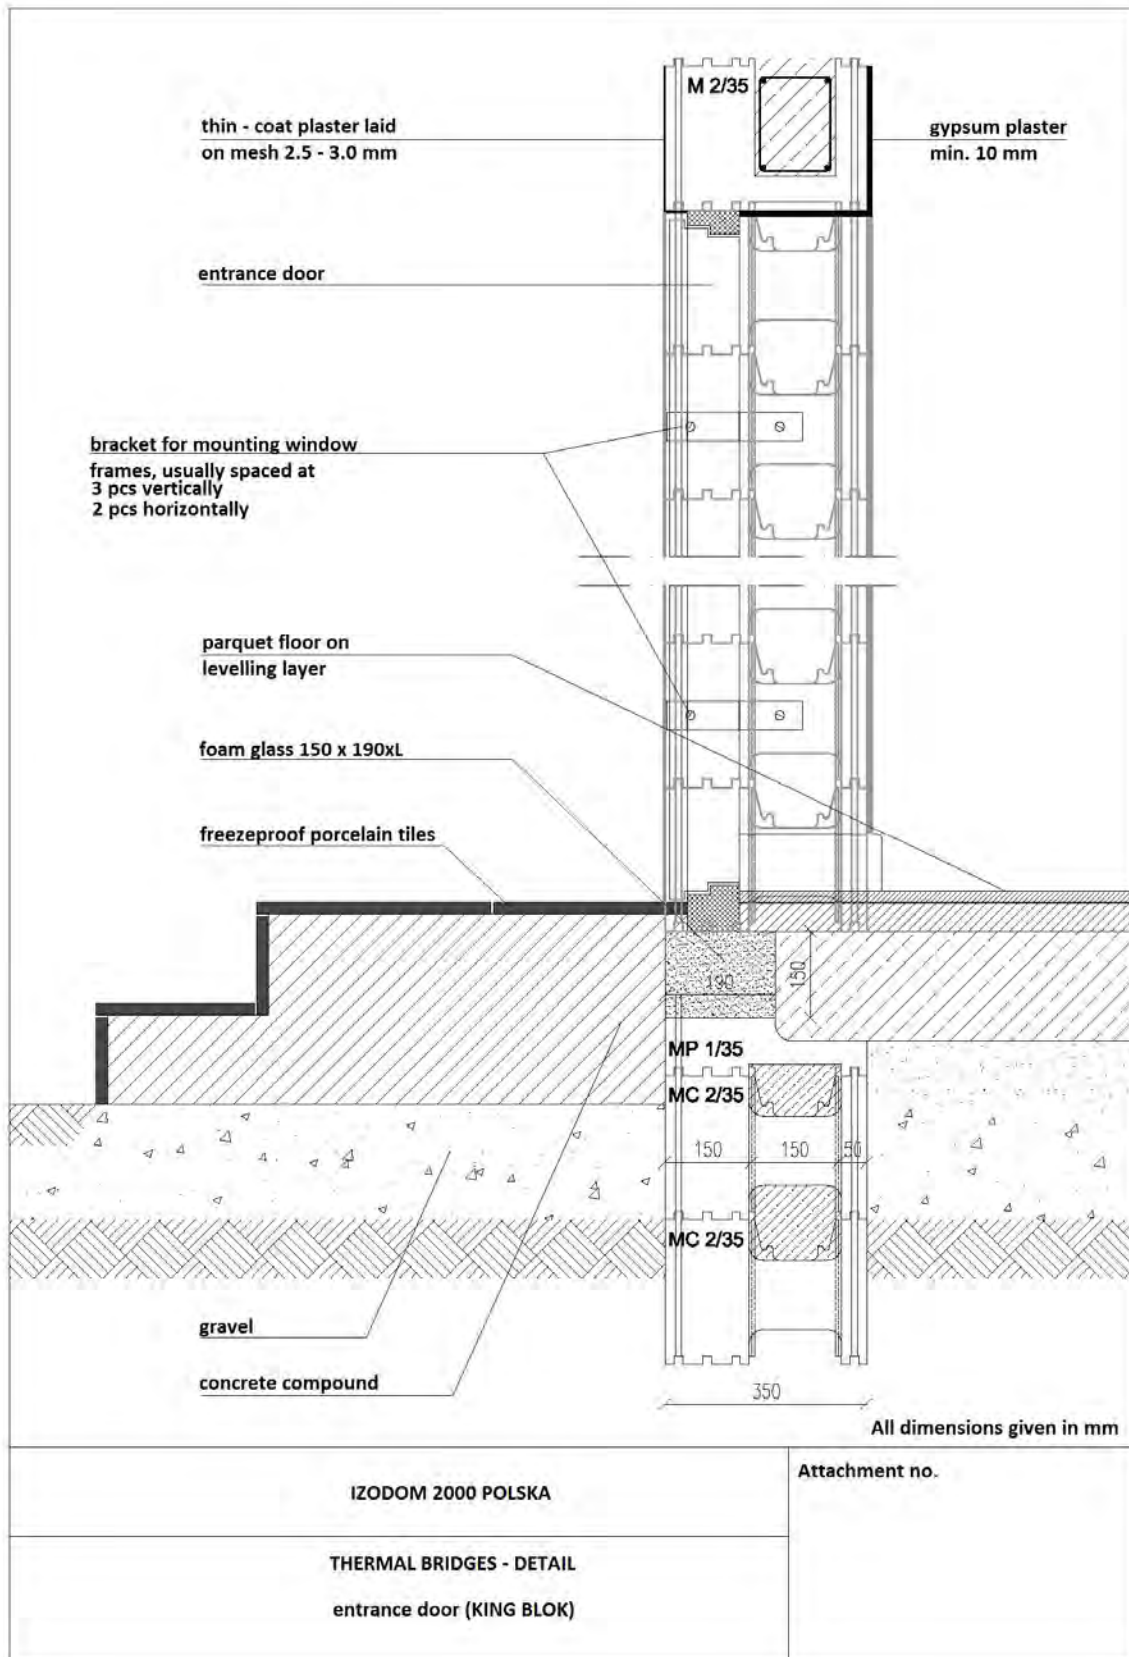 M 2/35
thin - coat plaster laid
on mesh 2.5 - 3.0 mm
gypsum plaster
min. 10 mm
entrance door
bracket for mounting window
frames, usually spaced at
3 pcs vertically
2 pcs horizontally
parquet floor on
levelling layer
foam glass 150 x 190xL
freezeproof porcelain tiles
190
150
MP 1/35
MC 2/35
150
150
50
MC 2/35
gravel
concrete compound
350
All dimensions given in mm
IZODOM 2000 POLSKA
Attachment no.
THERMAL BRIDGES - DETAIL
entrance door (KING BLOK)